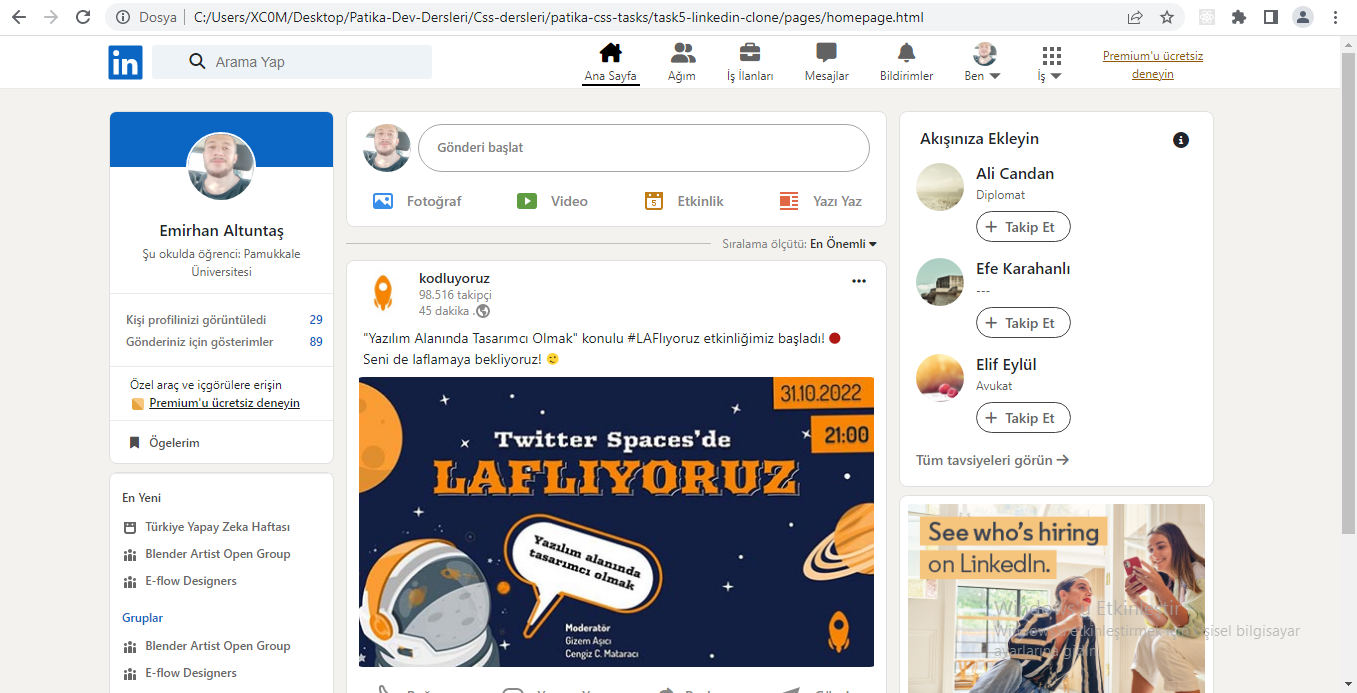 Dosya | C:/Users/XC0M/Desktop/Patika-Dev-Dersleri/Css-dersleri/patika-css-tasks/task5-linkedin-clone/pages/homepage.html
in
Arama Yap
Ana Sayfa
Ağım
İş İlanları
Mesajlar
Bildirimler
Ben
İş
Premium'u ücretsiz
deneyin
Emirhan Altuntaş
Şu okulda öğrenci: Pamukkale
Üniversitesi
Kişi profilinizi görüntüledi 29
Gönderiniz için gösterimler 89
Özel araç ve içgörülere erişin
Premium'u ücretsiz deneyin
Ögelerim
En Yeni
Türkiye Yapay Zeka Haftası
Blender Artist Open Group
E-flow Designers
Gruplar
Blender Artist Open Group
E-flow Designers
Gönderi başlat
Fotoğraf
Video
5
Etkinlik
Yazı Yaz
Sıralama ölçütü: En Önemli
kodluyoruz
98.516 takipçi
45 dakika .
"Yazılım Alanında Tasarımcı Olmak" konulu #LAFlıyoruz etkinliğimiz başladı!
Seni de laflamaya bekliyoruz!
31.10.2022
21:00
Twitter Spaces'de
LAFLIYORUZ
Yazılım alanında
tasarımcı olmak
Moderatör
Gizem Aşıcı
Cengiz C. Mataracı
Akışınıza Ekleyin
Ali Candan
Diplomat
+ Takip Et
Efe Karahanlı
---
+ Takip Et
Elif Eylül
Avukat
+ Takip Et
Tüm tavsiyeleri görün
See who's hiring
on LinkedIn.
Windows'u Etkinleştir
Windows'u etkinleştirmek için kişisel bilgisayar
ayarlarına gidin.